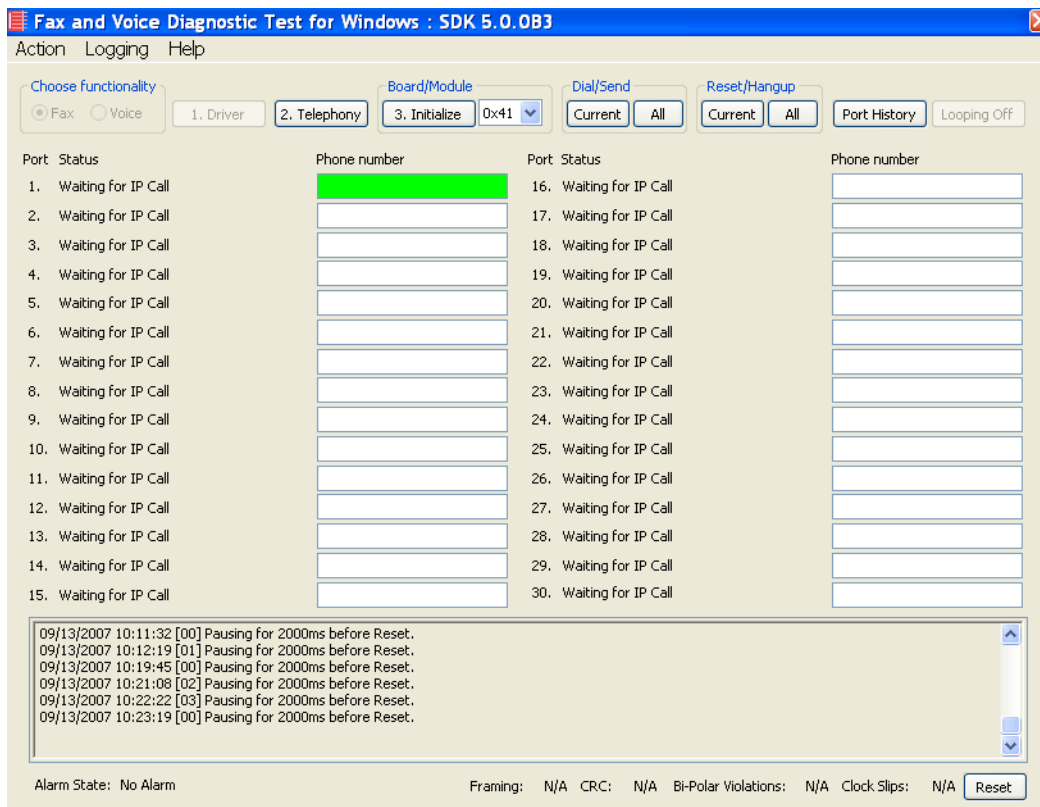 Fax and Voice Diagnostic Test for Windows : SDK 5.0.0B3
Action Logging Help
Choose functionality Board/Module Dial/Send Reset/Hangup
Fax Voice 1. Driver 2. Telephony 3. Initialize 0x41 Current All Current All Port History Looping Off
Port Status Phone number Port Status Phone number
1. Waiting for IP Call 16. Waiting for IP Call
2. Waiting for IP Call 17. Waiting for IP Call
3. Waiting for IP Call 18. Waiting for IP Call
4. Waiting for IP Call 19. Waiting for IP Call
5. Waiting for IP Call 20. Waiting for IP Call
6. Waiting for IP Call 21. Waiting for IP Call
7. Waiting for IP Call 22. Waiting for IP Call
8. Waiting for IP Call 23. Waiting for IP Call
9. Waiting for IP Call 24. Waiting for IP Call
10. Waiting for IP Call 25. Waiting for IP Call
11. Waiting for IP Call 26. Waiting for IP Call
12. Waiting for IP Call 27. Waiting for IP Call
13. Waiting for IP Call 28. Waiting for IP Call
14. Waiting for IP Call 29. Waiting for IP Call
15. Waiting for IP Call 30. Waiting for IP Call
09/13/2007 10:11:32 [00] Pausing for 2000ms before Reset.
09/13/2007 10:12:19 [01] Pausing for 2000ms before Reset.
09/13/2007 10:19:45 [00] Pausing for 2000ms before Reset.
09/13/2007 10:21:08 [02] Pausing for 2000ms before Reset.
09/13/2007 10:22:22 [03] Pausing for 2000ms before Reset.
09/13/2007 10:23:19 [00] Pausing for 2000ms before Reset.
Alarm State: No Alarm Framing: N/A CRC: N/A Bi-Polar Violations: N/A Clock Slips: N/A Reset